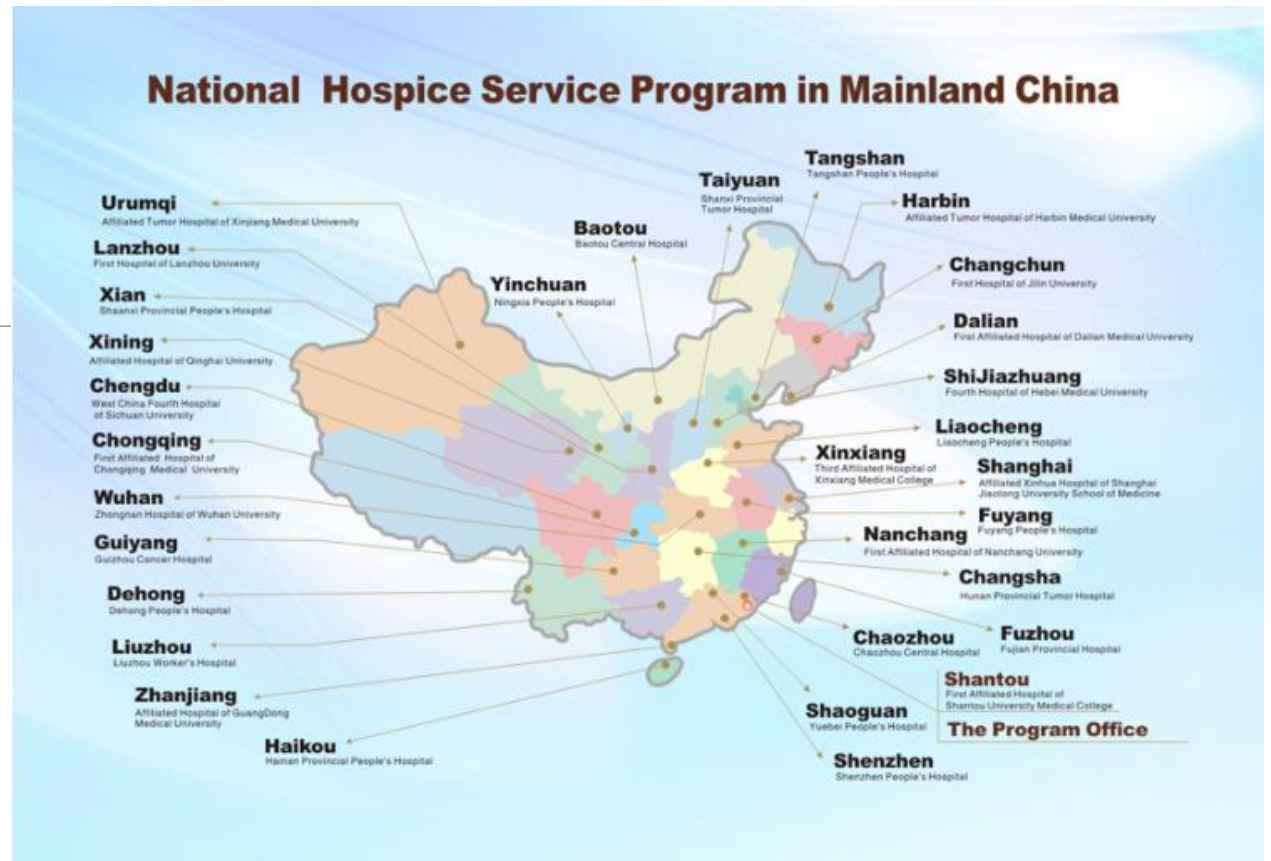 National Hospice Service Program in Mainland China
Urumqi
Affiliated Tumor Hospital of Xinjiang Medical University
Lanzhou
First Hospital of Lanzhou University
Xian
Shaanxi Provincial People's Hospital
Xining
Affiliated Hospital of Qinghai University
Chengdu
West China Fourth Hospital
of Sichuan University
Chongqing
First Affiliated Hospital of
Chongqing Medical University
Wuhan
Zhongnan Hospital of Wuhan University
Guiyang
Guizhou Cancer Hospital
Dehong
Dehong People's Hospital
Liuzhou
Liuzhou Worker's Hospital
Zhanjiang
Affiliated Hospital of GuangDong
Medical University
Haikou
Hainan Provincial People's Hospital
Yinchuan
Ningxia People's Hospital
Baotou
Baotou Central Hospital
Taiyuan
Shanxi Provincial
Tumor Hospital
Tangshan
Tangshan People's Hospital
Harbin
Affiliated Tumor Hospital of Harbin Medical University
Changchun
First Hospital of Jilin University
Dalian
First Affiliated Hospital of Dalian Medical University
ShiJiazhuang
Fourth Hospital of Hebei Medical University
Liaocheng
Liaocheng People's Hospital
Xinxiang
Third Affiliated Hospital of
Xinxiang Medical College
Shanghai
Affiliated Xinhua Hospital of Shanghai
Jiaotong University School of Medicine
Fuyang
Fuyang People's Hospital
Nanchang
First Affiliated Hospital of Nanchang University
Changsha
Hunan Provincial Tumor Hospital
Chaozhou
Chaozhou Central Hospital
Fuzhou
Fujian Provincial Hospital
Shantou
First Affiliated Hospital of
Shantou University Medical College
The Program Office
Shaoguan
Yuebei People's Hospital
Shenzhen
Shenzhen People's Hospital